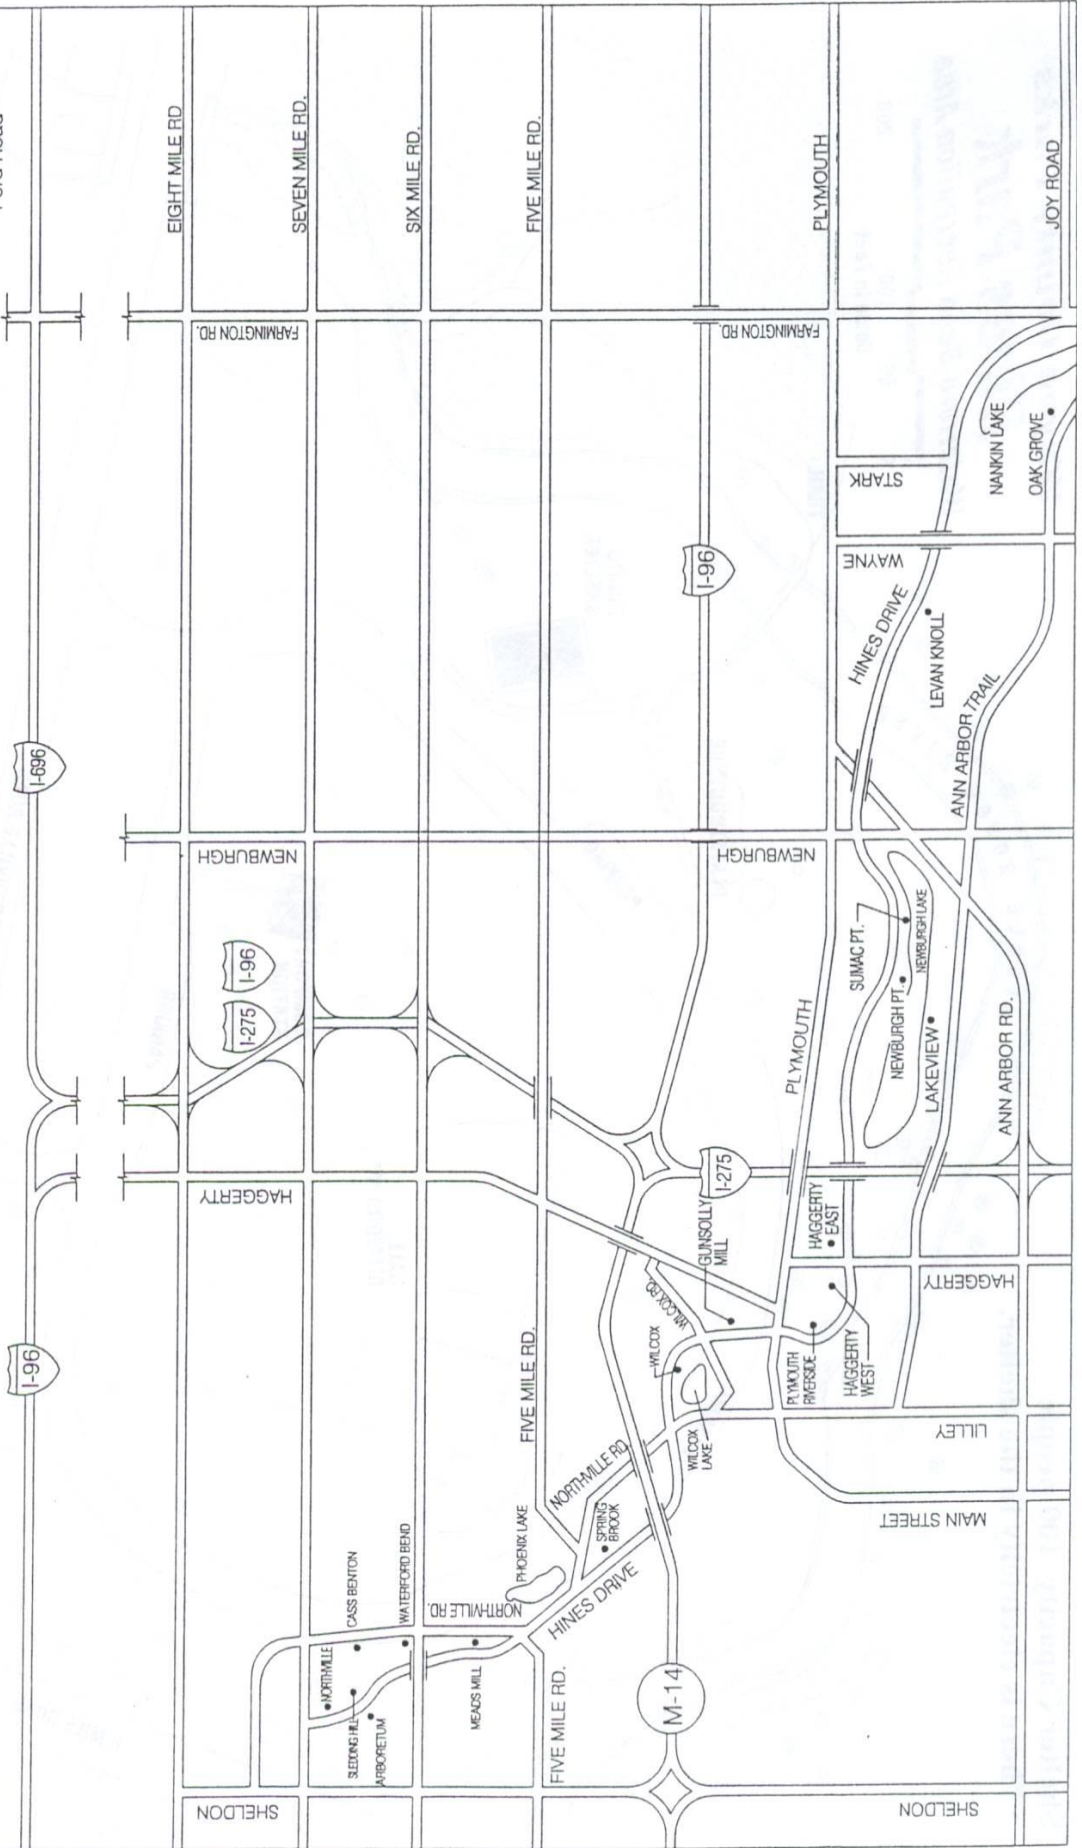 EIGHT MILE RD
SEVEN MILE RD.
SIX MILE RD.
FIVE MILE RD.
PLYMOUTH
JOY ROAD
FARMINGTON RD.
FARMINGTON RD.
STARK
WAYNE
NANKIN LAKE
OAK GROVE
I-96
HINES DRIVE
LEVAN KNOLL
ANN ARBOR TRAIL
I-696
NEWBURGH
NEWBURGH
SUMAC PT.
NEWBURGH LAKE
NEWBURGH PT.
LAKEVIEW
I-96
I-275
PLYMOUTH
ANN ARBOR RD.
HAGGERTY
I-275
GUNSOLLY
MILL
HAGGERTY
EAST
HAGGERTY
WILCOX RD.
I-96
FIVE MILE RD.
WILCOX
PLYMOUTH
RIVERSIDE
HAGGERTY
WEST
WILCOX
LAKE
LILLEY
NORTHVILLE RD.
MAIN STREET
SPRING
BROOK
PHOENIX LAKE
CASS BENTON
WATERFORD BEND
NORTHVILLE RD.
HINES DRIVE
NORTHVILLE
SLEDDING HILL
ARBORETUM
MEADS MILL
FIVE MILE RD.
M-14
SHELDON
SHELDON